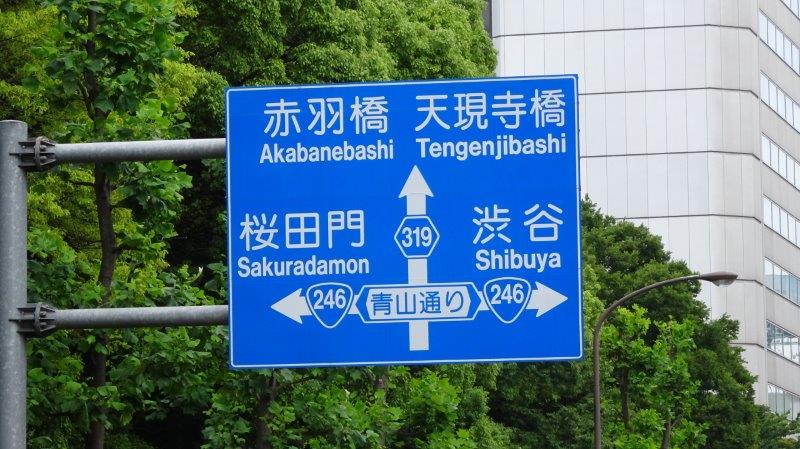 赤羽橋 天現寺橋
Akabanebashi Tengenjibashi
319
桜田門 渋谷
Sakuradamon Shibuya
246 青山通り 246